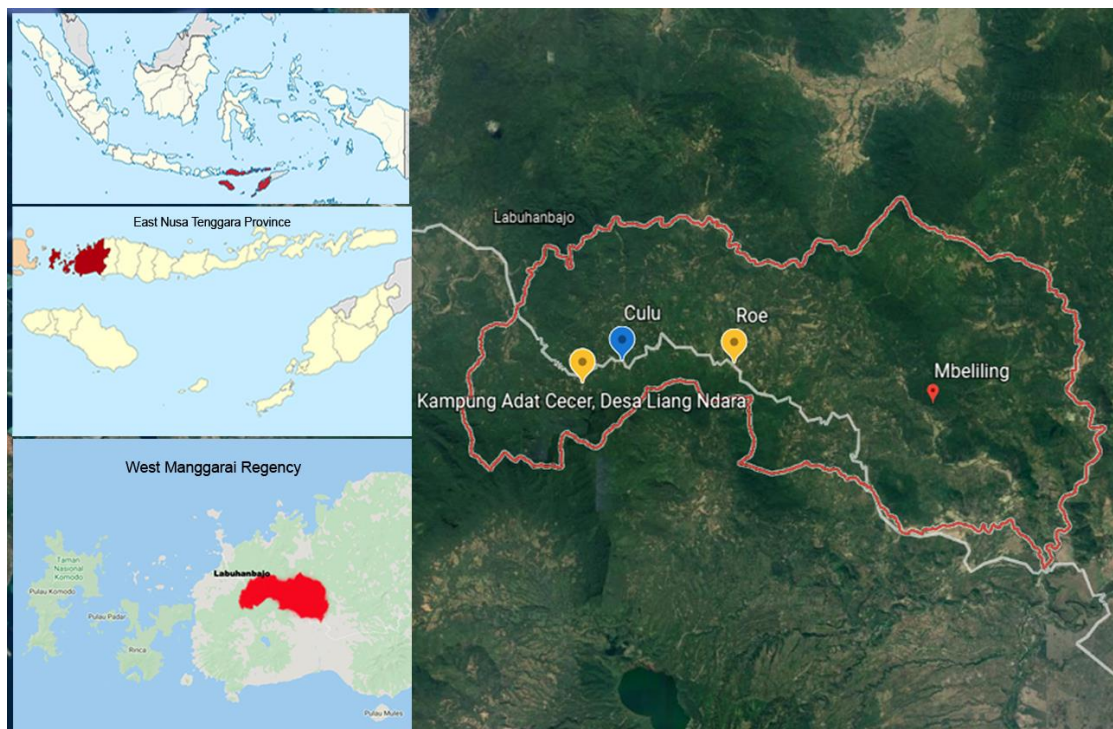 East Nusa Tenggara Province
West Manggarai Regency
Labuhanbajo
Taman
Nasional
Komodo
Pulau Komodo
Pulau Padar
Rinca
Pulau Mules
Labuhanbajo
Culu
Roe
Mbeliling
Kampung Adat Cecer, Desa Liang Ndara